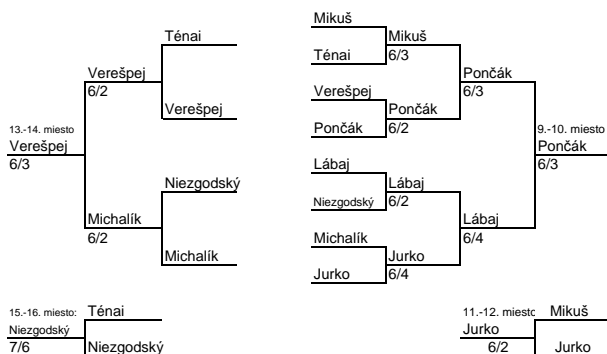 Mikuš
Ténai
Mikuš
Ténai
6/3
Verešpej
Pončák
6/2
6/3
Verešpej
Verešpej
Pončák
13.-14. miesto
Pončák
6/2
9.-10. miesto
Verešpej
Pončák
6/3
6/3
Lábaj
Niezgodský
Lábaj
Niezgodský
6/2
Michalík
Lábaj
6/2
6/4
Michalík
Michalík
Jurko
Jurko
6/4
15.-16. miesto:
Ténai
11.-12. miesto
Mikuš
Niezgodský
Jurko
7/6
Niezgodský
6/2
Jurko